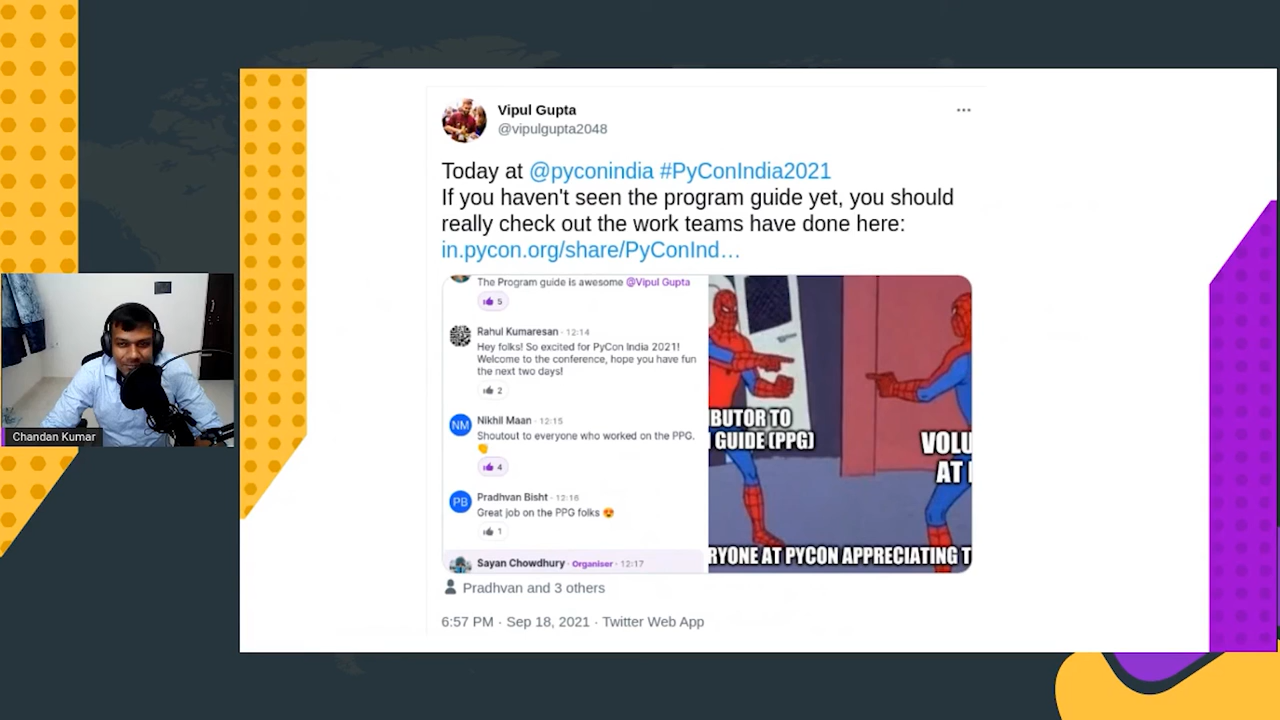 Vipul Gupta
@vipulgupta2048
Today at @pyconindia #PyConIndia2021
If you haven't seen the program guide yet, you should
really check out the work teams have done here:
in.pycon.org/share/PyConInd…
The Program guide is awesome @Vipul Gupta
5
Rahul Kumaresan · 12:14
Hey folks! So excited for PyCon India 2021!
Welcome to the conference, hope you have fun
the next two days!
2
NM
Nikhil Maan · 12:15
Shoutout to everyone who worked on the PPG.
4
PB
Pradhvan Bisht · 12:16
Great job on the PPG folks
1
Sayan Chowdhury · Organiser · 12:17
BUTOR TO
GUIDE (PPG)
VOLU
AT
RYONE AT PYCON APPRECIATING T
Pradhvan and 3 others
6:57 PM · Sep 18, 2021 · Twitter Web App
Chandan Kumar